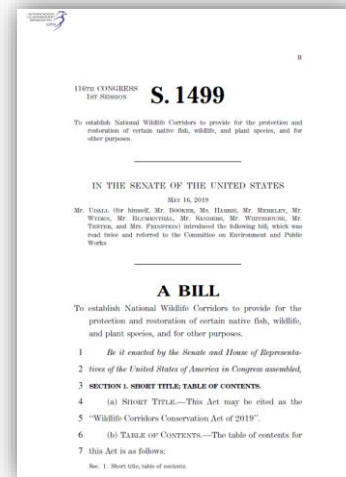 II
116TH CONGRESS
1ST SESSION
S. 1499
To establish National Wildlife Corridors to provide for the protection and
restoration of certain native fish, wildlife, and plant species, and for
other purposes.
IN THE SENATE OF THE UNITED STATES
MAY 16, 2019
Mr. UDALL (for himself, Mr. BOOKER, Ms. HARRIS, Mr. MERKLEY, Mr.
WYDEN, Mr. BLUMENTHAL, Mr. SANDERS, Mr. WHITEHOUSE, Mr.
TESTER, and Mrs. FEINSTEIN) introduced the following bill; which was
read twice and referred to the Committee on Environment and Public
Works
A BILL
To establish National Wildlife Corridors to provide for the
protection and restoration of certain native fish, wildlife,
and plant species, and for other purposes.
1 Be it enacted by the Senate and House of Representa-
2 tives of the United States of America in Congress assembled,
3 SECTION 1. SHORT TITLE; TABLE OF CONTENTS.
4 (a) SHORT TITLE.—This Act may be cited as the
5 “Wildlife Corridors Conservation Act of 2019”.
6 (b) TABLE OF CONTENTS.—The table of contents for
7 this Act is as follows:
Sec. 1. Short title; table of contents.